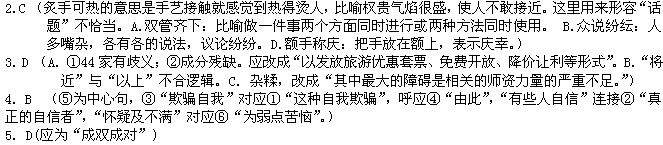 2.C（炙手可热的意思是手艺接触就感觉到热得烫人，比喻权贵气焰很盛，使人不敢接近。这里用来形容“话
题”不恰当。A.双管齐下：比喻做一件事两个方面同时进行或两种方法同时使用。 B.众说纷纭：人
多嘴杂，各有各的说法，议论纷纷。D.额手称庆：把手放在额上，表示庆幸。）
3. D （A. ①44 家有歧义；②成分残缺。应改成“以发放旅游优惠套票、免费开放、降价让利等形式”。B.“将
近”与“以上”不合逻辑。C. 杂糅，改成“其中最大的障碍是相关的师资力量的严重不足。”）
4. B （⑤为中心句，③“欺骗自我”对应①“这种自我欺骗”，呼应④“由此”，“有些人自信”连接②“真
正的自信者”，“怀疑及不满”对应⑥“为弱点苦恼”。）
5. D(应为“成双成对”)